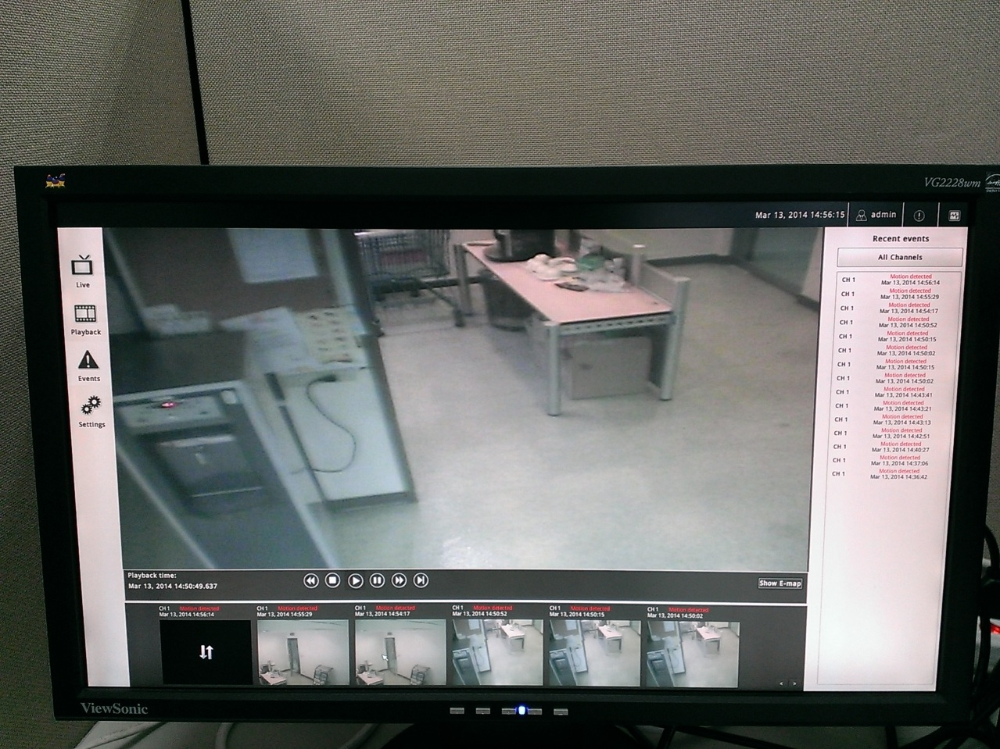 VG2228wm
Mar 13, 2014 14:56:15
admin
Live
Playback
Events
Settings
Recent events
All Channels
CH 1 Motion detected
Mar 13, 2014 14:56:14
CH 1 Motion detected
Mar 13, 2014 14:55:29
CH 1 Motion detected
Mar 13, 2014 14:54:17
CH 1 Motion detected
Mar 13, 2014 14:50:52
CH 1 Motion detected
Mar 13, 2014 14:50:15
CH 1 Motion detected
Mar 13, 2014 14:50:02
CH 1 Motion detected
Mar 13, 2014 14:50:15
CH 1 Motion detected
Mar 13, 2014 14:50:02
CH 1 Motion detected
Mar 13, 2014 14:43:41
CH 1 Motion detected
Mar 13, 2014 14:43:21
CH 1 Motion detected
Mar 13, 2014 14:43:13
CH 1 Motion detected
Mar 13, 2014 14:42:51
CH 1 Motion detected
Mar 13, 2014 14:40:27
CH 1 Motion detected
Mar 13, 2014 14:37:06
CH 1 Motion detected
Mar 13, 2014 14:36:42
Playback time:
Mar 13, 2014 14:50:49.637
Show E-map
CH 1 Motion detected
Mar 13, 2014 14:56:14
CH 1 Motion detected
Mar 13, 2014 14:55:29
CH 1 Motion detected
Mar 13, 2014 14:54:17
CH 1 Motion detected
Mar 13, 2014 14:50:52
CH 1 Motion detected
Mar 13, 2014 14:50:15
CH 1 Motion detected
Mar 13, 2014 14:50:02
< >
ViewSonic